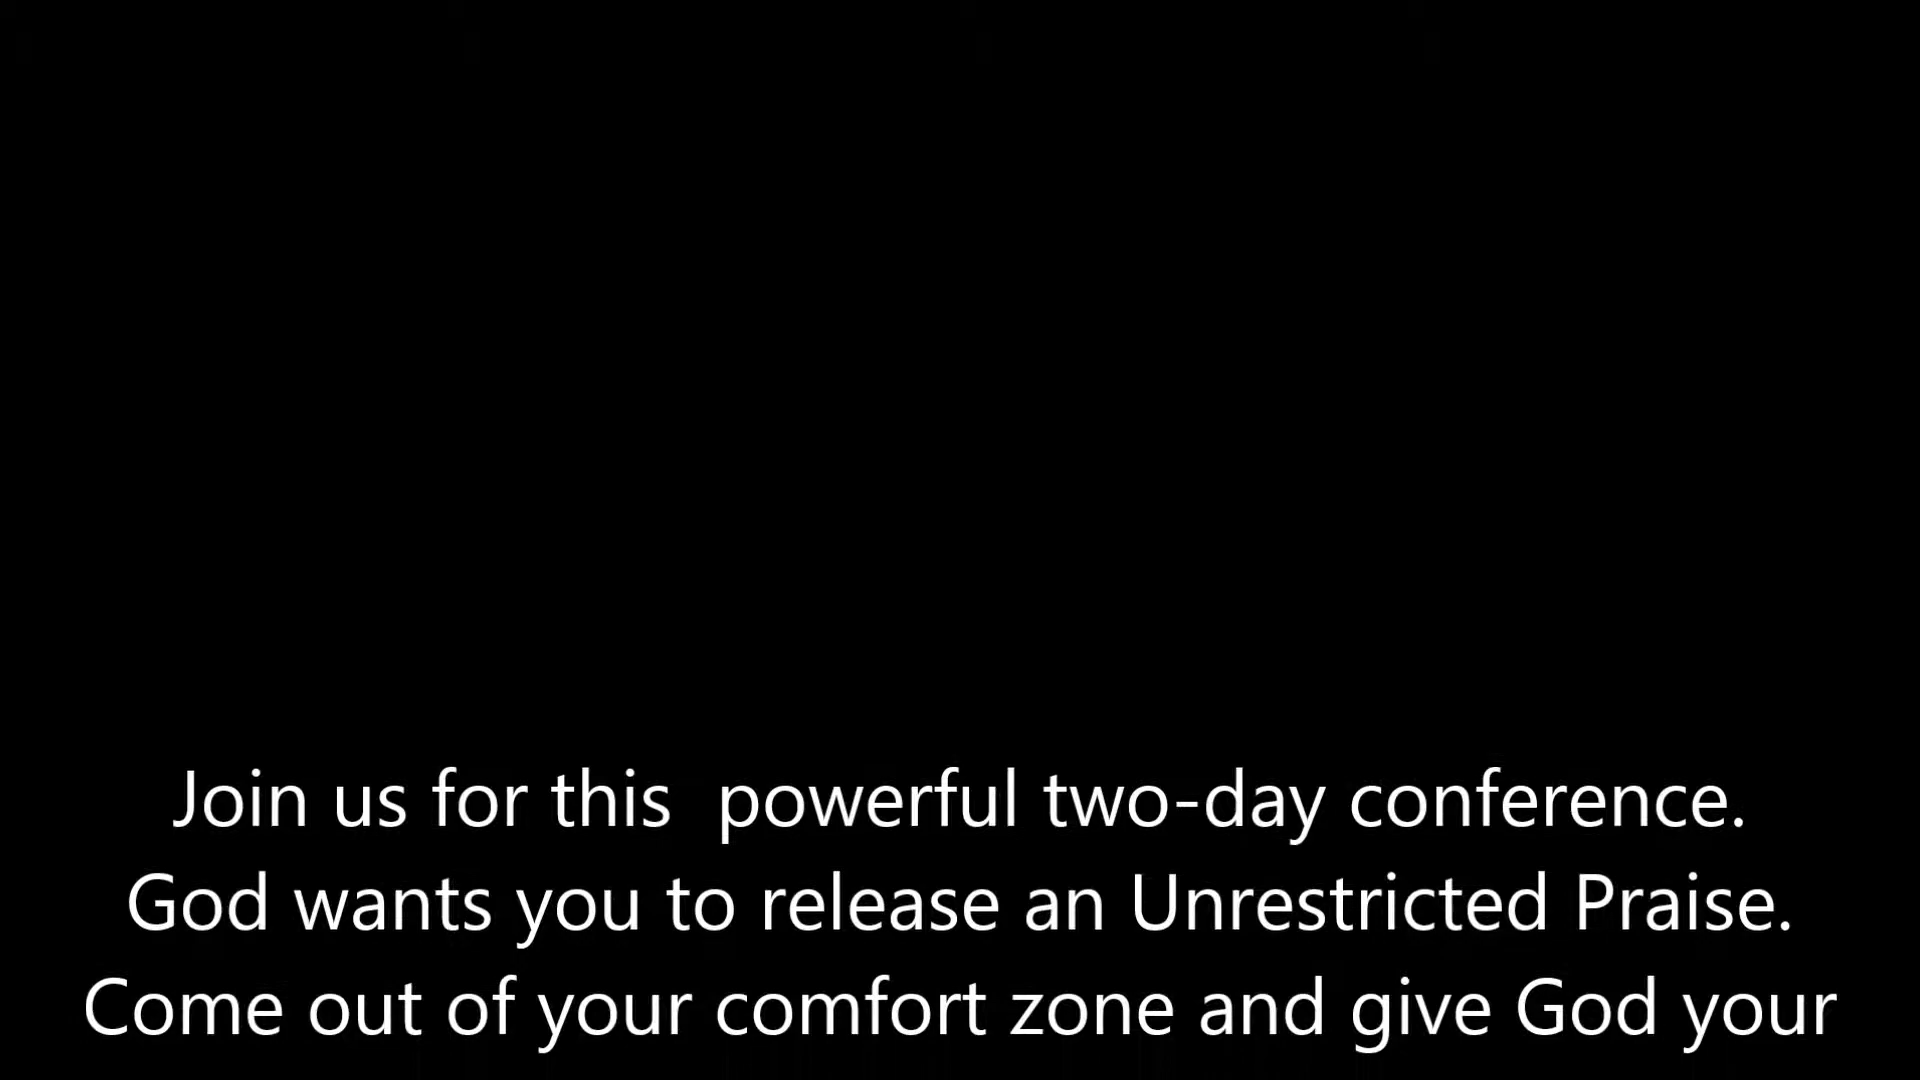 Join us for this  powerful two-day conference.
God wants you to release an Unrestricted Praise.
Come out of your comfort zone and give God your